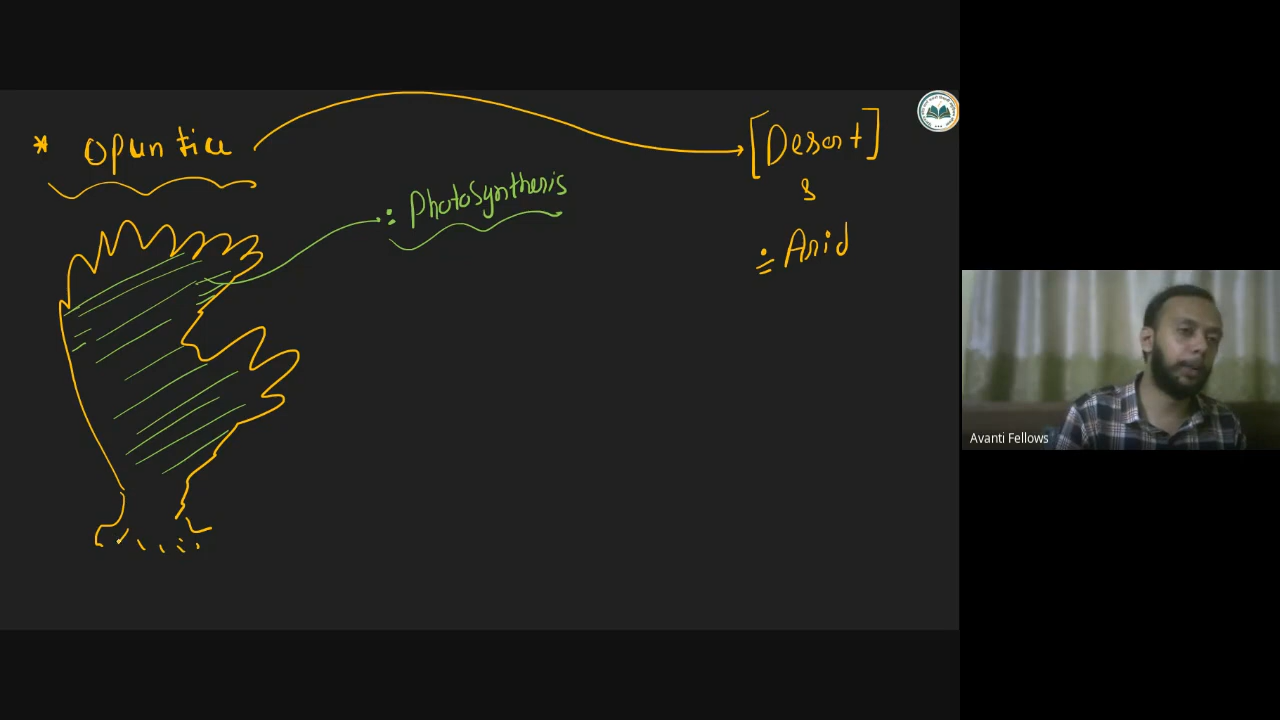 * Opuntia
[Desert]
&
: Arid
: Photosynthesis
Avanti Fellows